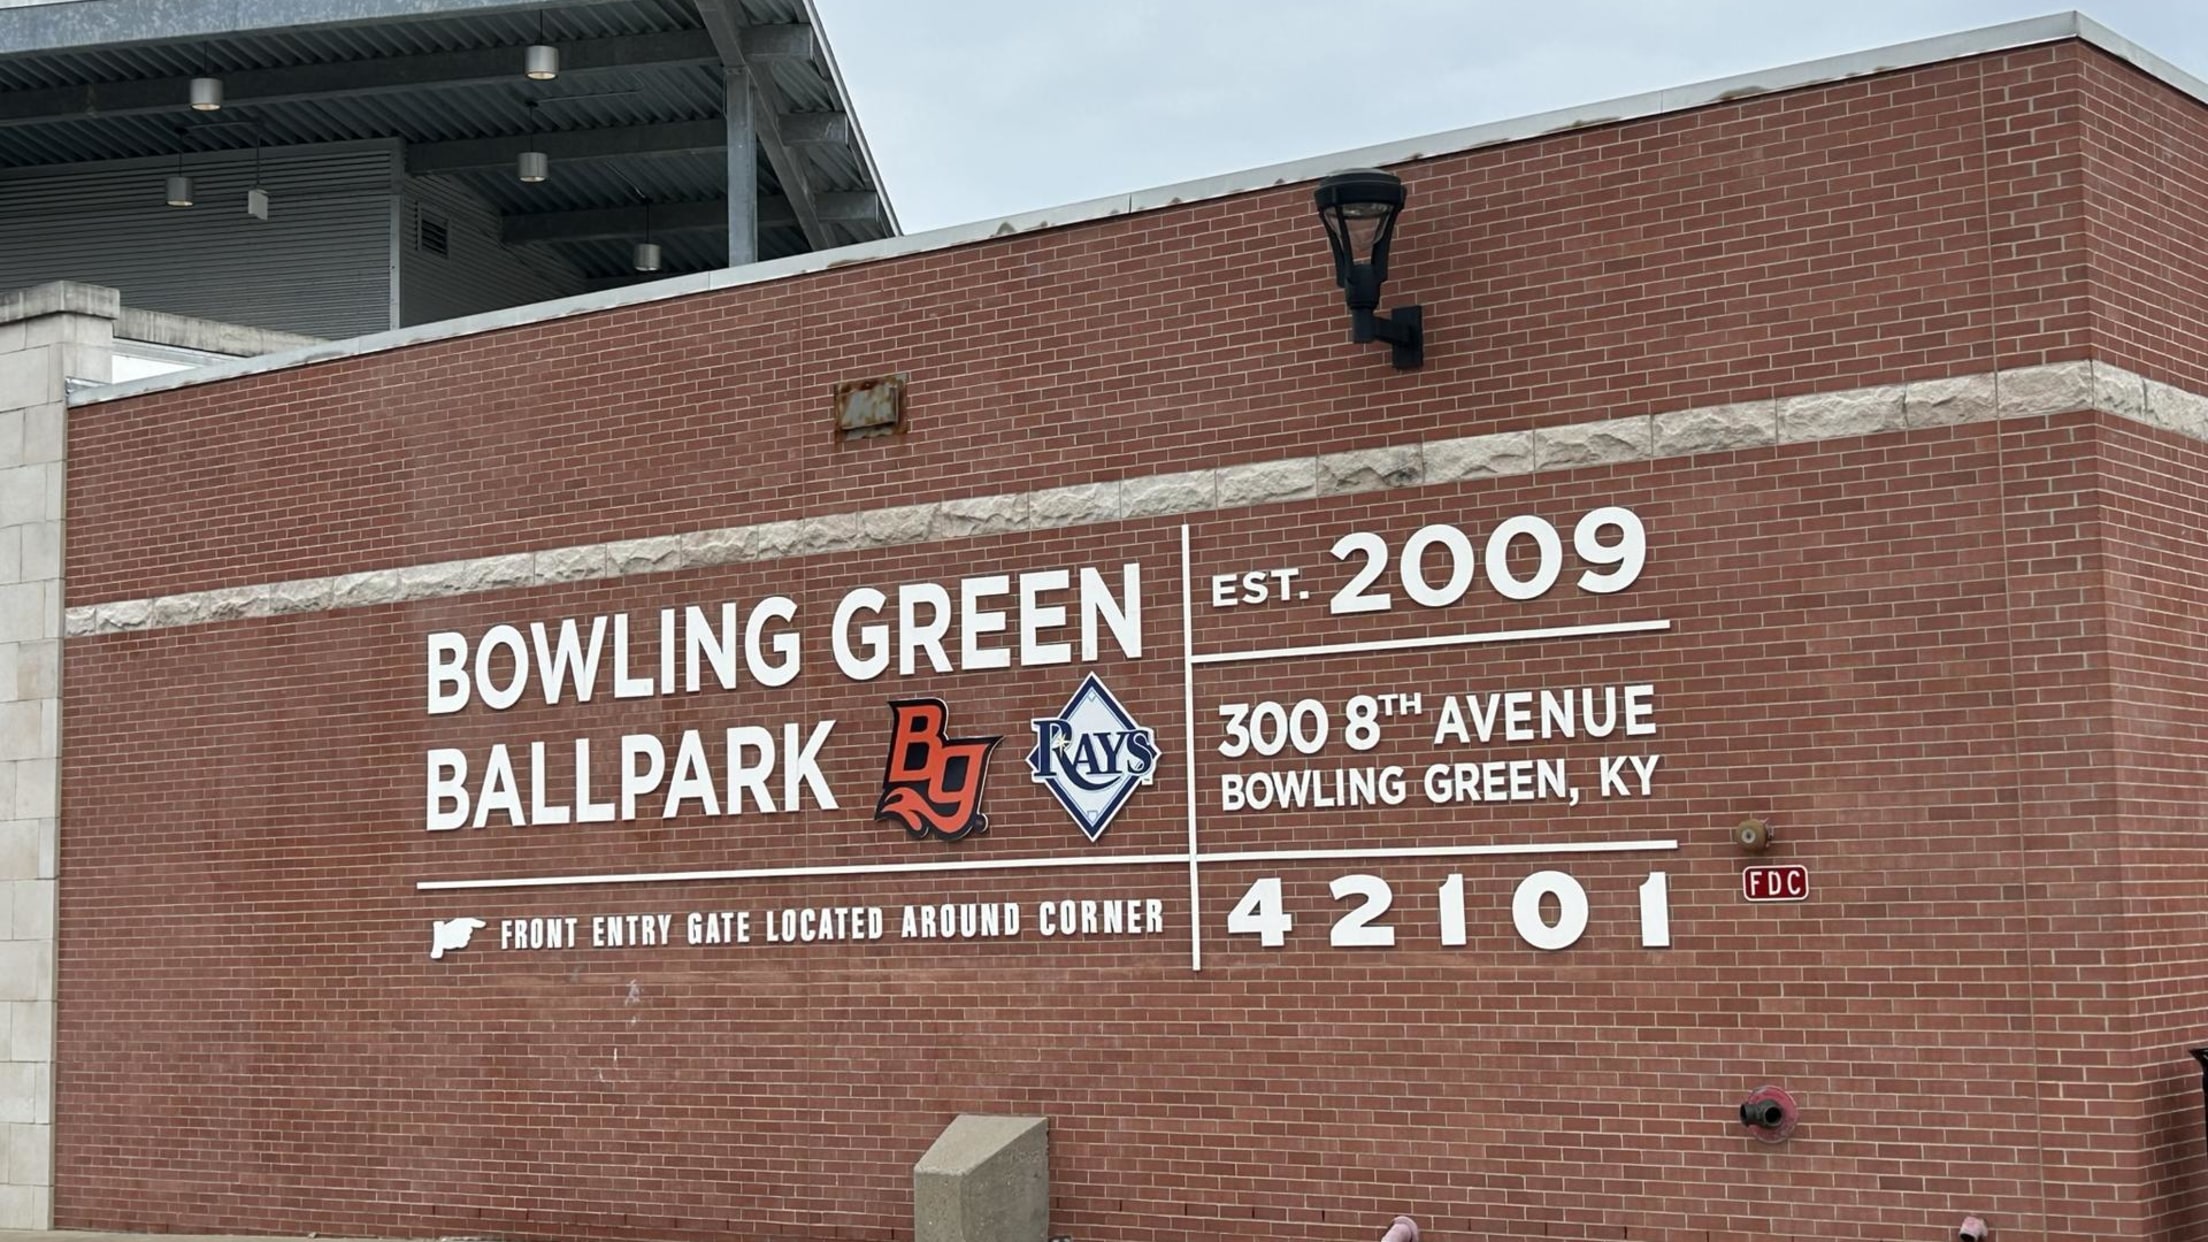 BOWLING GREEN
BALLPARK
BG
RAYS
EST. 2009
300 8TH AVENUE
BOWLING GREEN, KY
42101
FRONT ENTRY GATE LOCATED AROUND CORNER
FDC